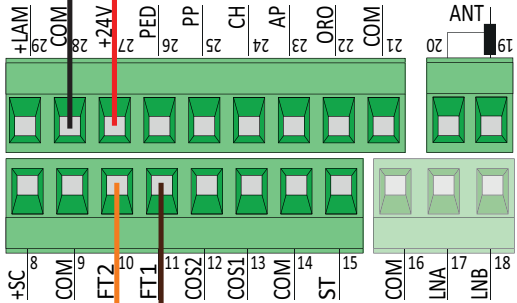 +LAM 29
COM 28
+24V 27
PED 26
PP 25
CH 24
AP 23
ORO 22
COM 21
20
ANT
19
+SC 8
COM 9
FT2 10
FT1 11
COS2 12
COS1 13
COM 14
ST 15
COM 16
LNA 17
LNB 18